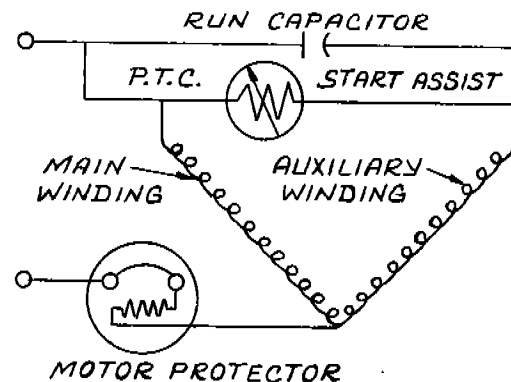 RUN CAPACITOR
P.T.C.
START ASSIST
MAIN
WINDING
AUXILIARY
WINDING
MOTOR PROTECTOR